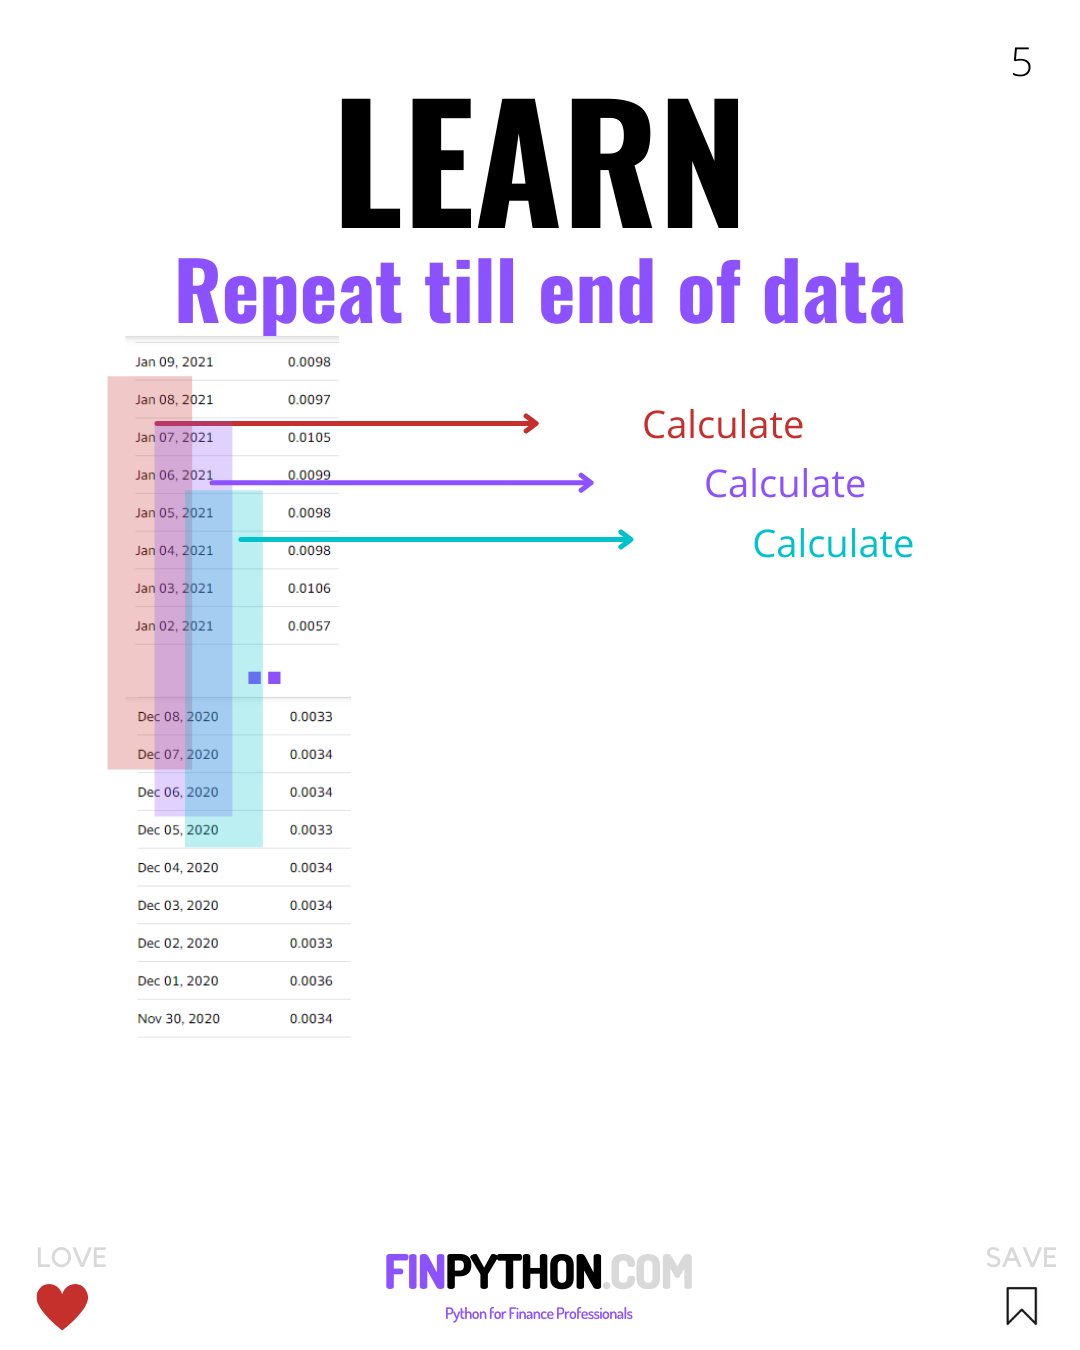 5
LEARN
Repeat till end of data
Jan 09, 2021 0.0098
Jan 08, 2021 0.0097
Jan 07, 2021 0.0105
Jan 06, 2021 0.0099
Jan 05, 2021 0.0098
Jan 04, 2021 0.0098
Jan 03, 2021 0.0106
Jan 02, 2021 0.0057
Calculate
Calculate
Calculate
Dec 08, 2020 0.0033
Dec 07, 2020 0.0034
Dec 06, 2020 0.0034
Dec 05, 2020 0.0033
Dec 04, 2020 0.0034
Dec 03, 2020 0.0034
Dec 02, 2020 0.0033
Dec 01, 2020 0.0036
Nov 30, 2020 0.0034
LOVE
FINPYTHON.COM
Python for Finance Professionals
SAVE